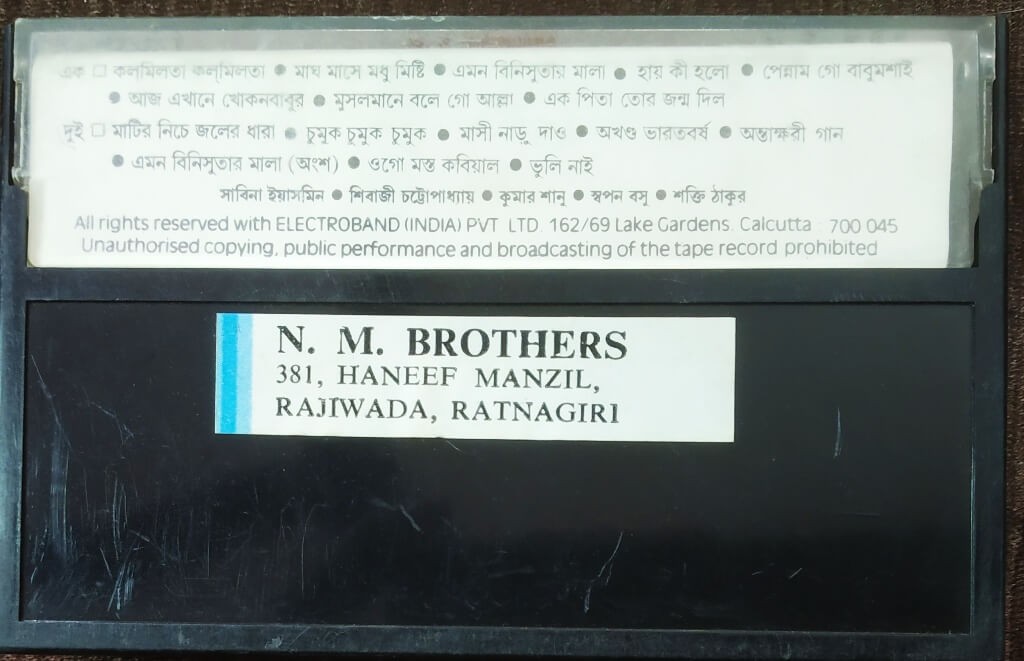 এক □ কলমিলতা কলমিলতা ● মাঘ মাসে মধু মিষ্টি ● এমন বিনিসুতায় মালা ● হায় কী হলো ● পেন্নাম গো বাবুমশাই
● আজ এখানে খোকনবাবুর ● মুসলমানে বলে গো আল্লা ● এক পিতা তোর জন্ম দিল
দুই □ মাটির নিচে জলের ধারা ● চুমুক চুমুক চুমুক ● মাসী নাড়ু দাও ● অখণ্ড ভারতবর্ষ ● অন্তাক্ষরী গান
● এমন বিনিসুতার মালা (অংশ) ● ওগো মস্ত কবিয়াল ● ভুলি নাই
সাবিনা ইয়াসমিন ● শিবাজী চট্টোপাধ্যায় ● কুমার শানু ● স্বপন বসু ● শক্তি ঠাকুর
All rights reserved with ELECTROBAND (INDIA) PVT LTD. 162/69 Lake Gardens. Calcutta 700 045
Unauthorised copying, public performance and broadcasting of the tape record prohibited
N. M. BROTHERS
381, HANEEF MANZIL,
RAJIWADA, RATNAGIRI